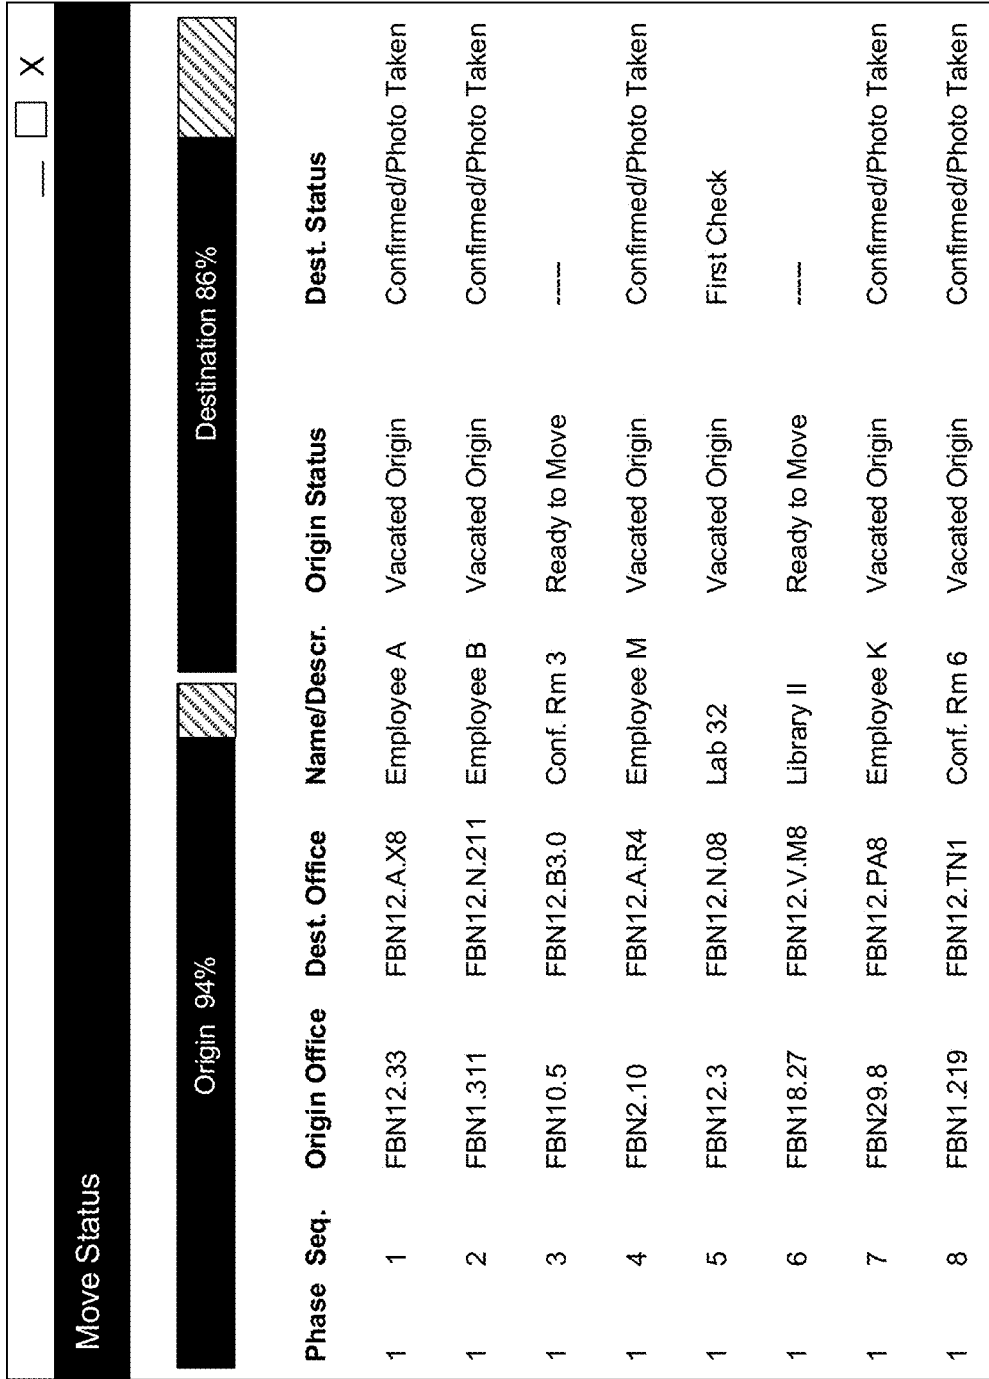 — □ X
Move Status
Origin 94% Destination 86%
Phase Seq. Origin Office Dest. Office Name/Descr. Origin Status Dest. Status
1 1 FBN12.33 FBN12.A.X8 Employee A Vacated Origin Confirmed/Photo Taken
1 2 FBN1.311 FBN12.N.211 Employee B Vacated Origin Confirmed/Photo Taken
1 3 FBN10.5 FBN12.B3.0 Conf. Rm 3 Ready to Move -----
1 4 FBN2.10 FBN12.A.R4 Employee M Vacated Origin Confirmed/Photo Taken
1 5 FBN12.3 FBN12.N.08 Lab 32 Vacated Origin First Check
1 6 FBN18.27 FBN12.V.M8 Library II Ready to Move -----
1 7 FBN29.8 FBN12.PA8 Employee K Vacated Origin Confirmed/Photo Taken
1 8 FBN1.219 FBN12.TN1 Conf. Rm 6 Vacated Origin Confirmed/Photo Taken